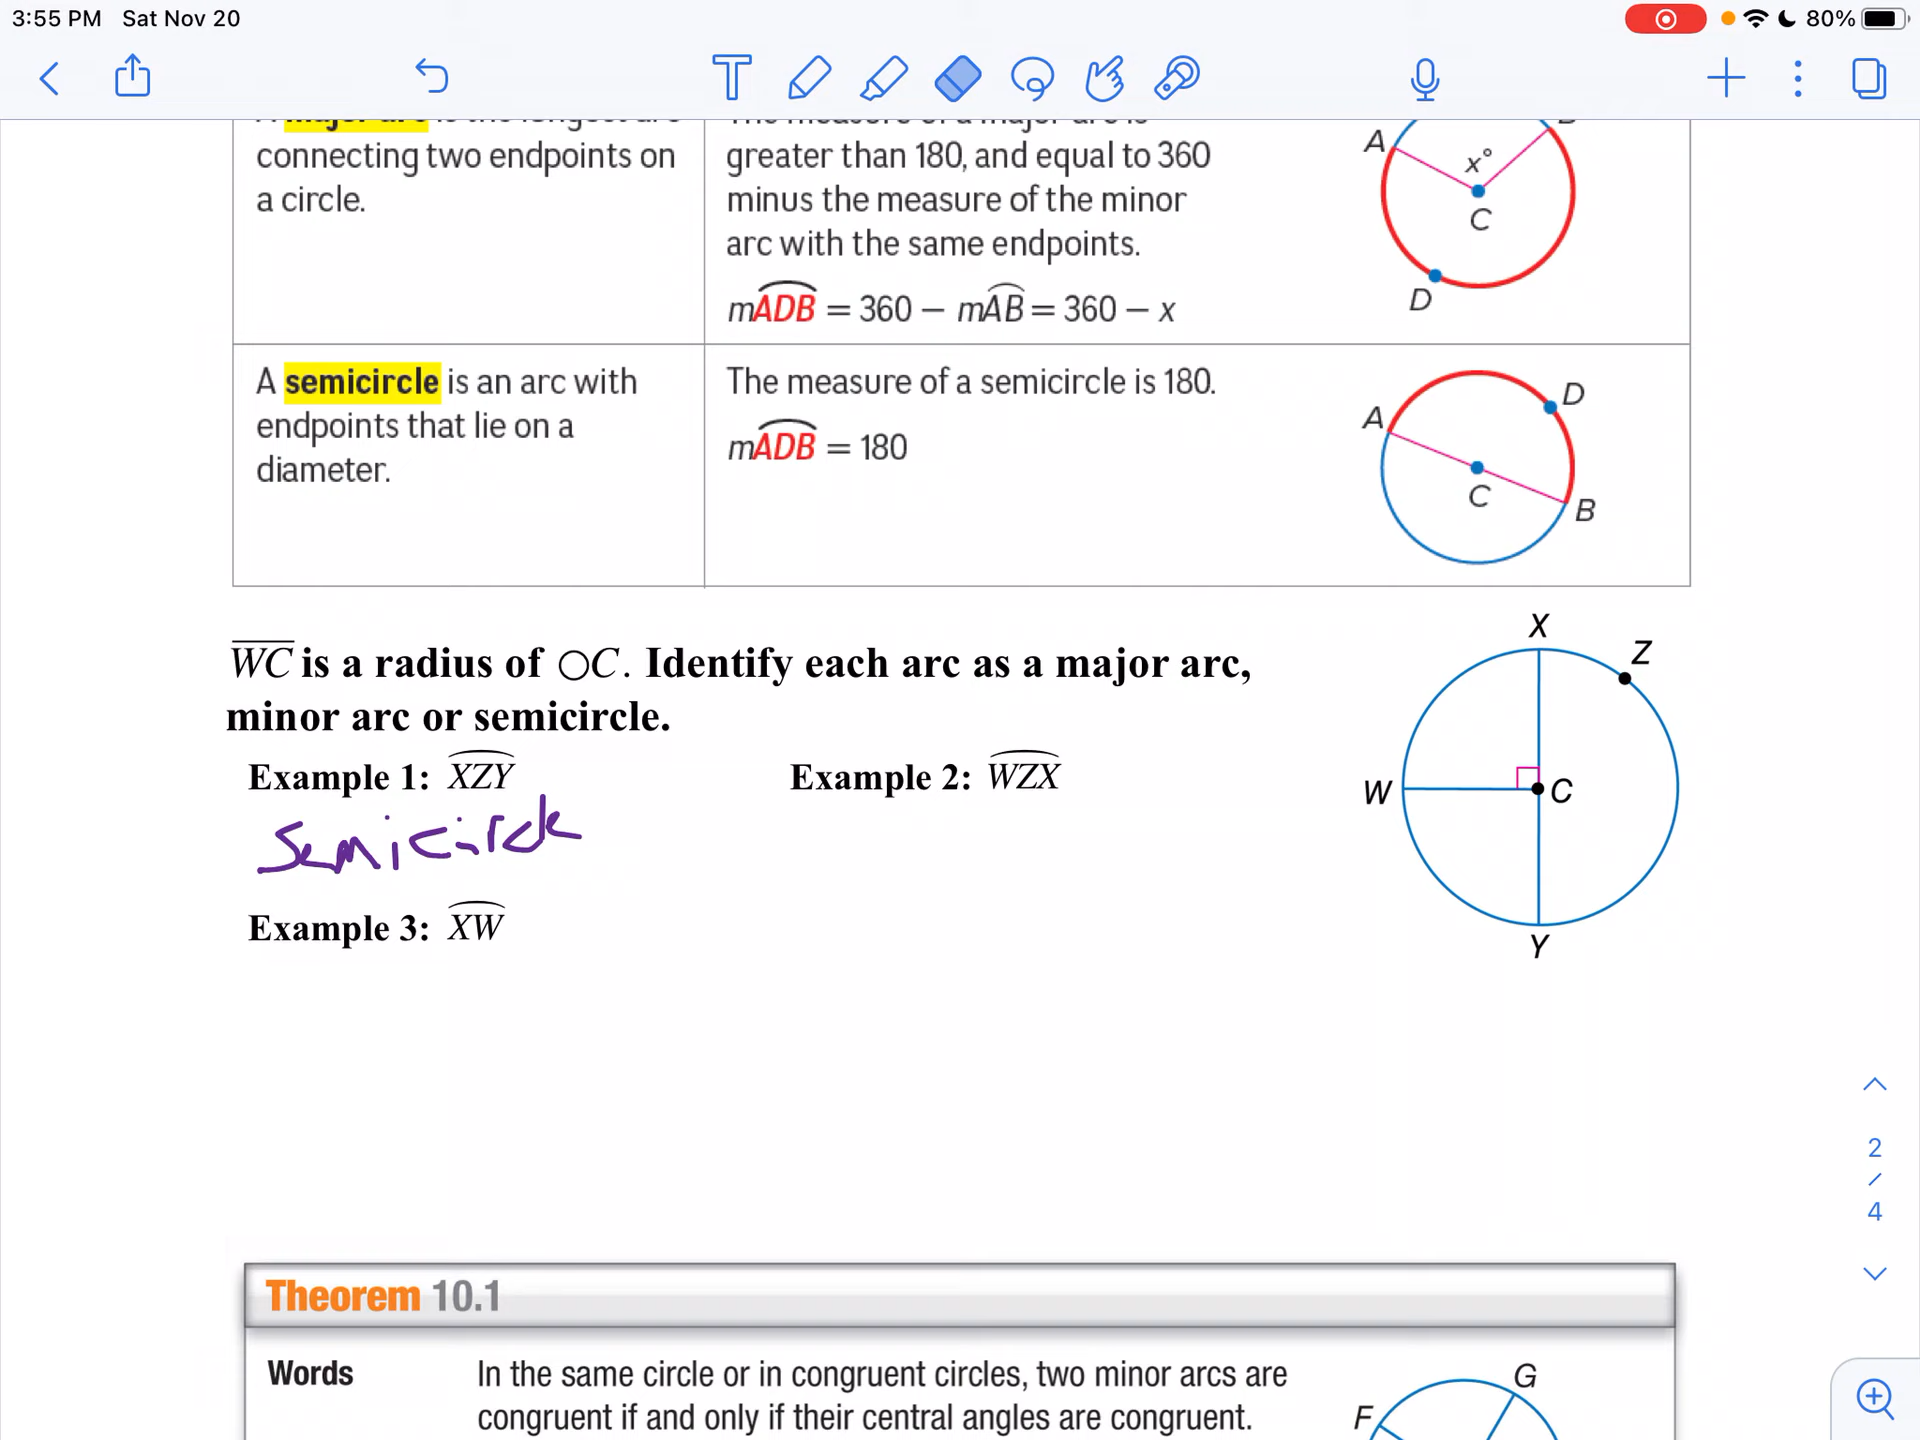 3:55 PM Sat Nov 20
80%
connecting two endpoints on
a circle.
greater than 180, and equal to 360
minus the measure of the minor
arc with the same endpoints.
mADB = 360 − mAB = 360 − x
A
x°
C
D
A semicircle is an arc with
endpoints that lie on a
diameter.
The measure of a semicircle is 180.
mADB = 180
A
D
C
B
WC is a radius of ○C. Identify each arc as a major arc,
minor arc or semicircle.
Example 1: XZY
Example 2: WZX
Semicircle
Example 3: XW
X
Z
W
C
Y
2
/
4
Theorem 10.1
Words
In the same circle or in congruent circles, two minor arcs are
congruent if and only if their central angles are congruent.
G
F